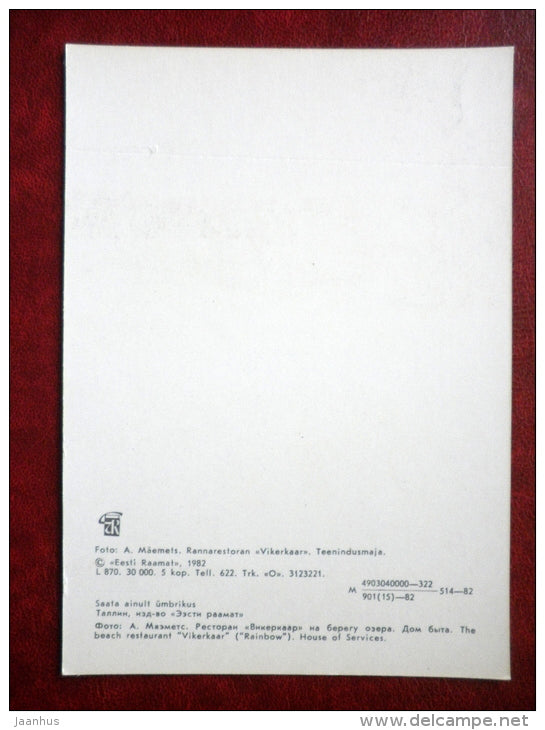 Foto: A. Mäemets. Rannarestoran «Vikerkaar». Teenindusmaja.
© «Eesti Raamat», 1982
L 870. 30 000. 5 kop. Tell. 622. Trk. «O». 3123221.
M 4903040000—322
901(15)—82 514—82
Saata ainult ümbrikus
Таллин, изд-во «Ээсти раамат»
Фото: А. Маэметс. Ресторан «Викеркаар» на берегу озера. Дом быта. The
beach restaurant "Vikerkaar" ("Rainbow"). House of Services.
Jaanhus
www.delcampe.net